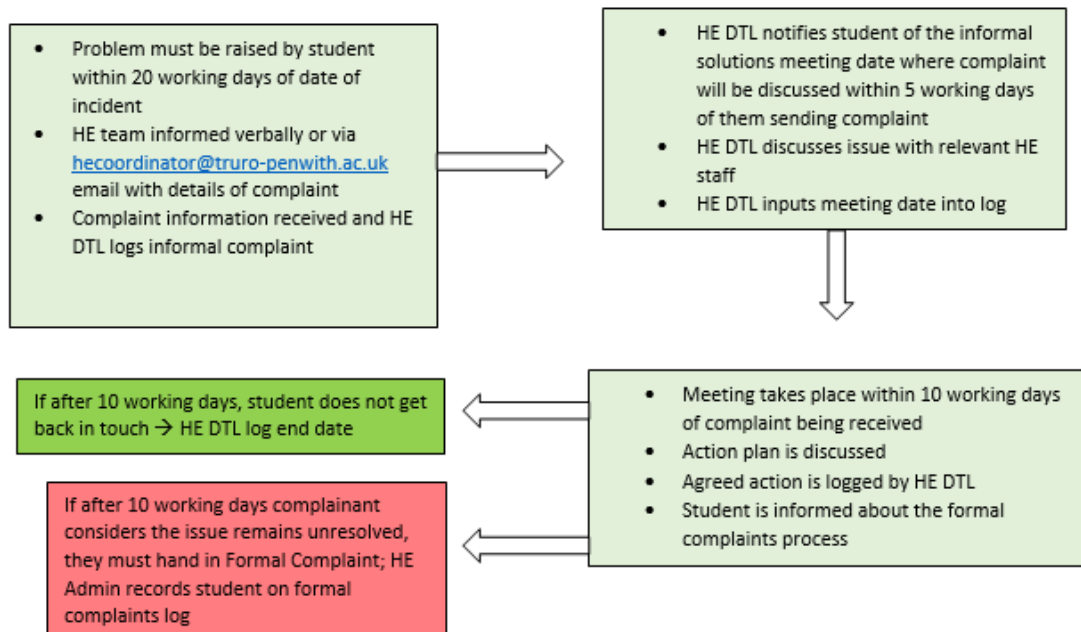 • Problem must be raised by student
within 20 working days of date of
incident
• HE team informed verbally or via
hecoordinator@truro-penwith.ac.uk
email with details of complaint
• Complaint information received and HE
DTL logs informal complaint
• HE DTL notifies student of the informal
solutions meeting date where complaint
will be discussed within 5 working days
of them sending complaint
• HE DTL discusses issue with relevant HE
staff
• HE DTL inputs meeting date into log
• Meeting takes place within 10 working days
of complaint being received
• Action plan is discussed
• Agreed action is logged by HE DTL
• Student is informed about the formal
complaints process
If after 10 working days, student does not get
back in touch → HE DTL log end date
If after 10 working days complainant
considers the issue remains unresolved,
they must hand in Formal Complaint; HE
Admin records student on formal
complaints log